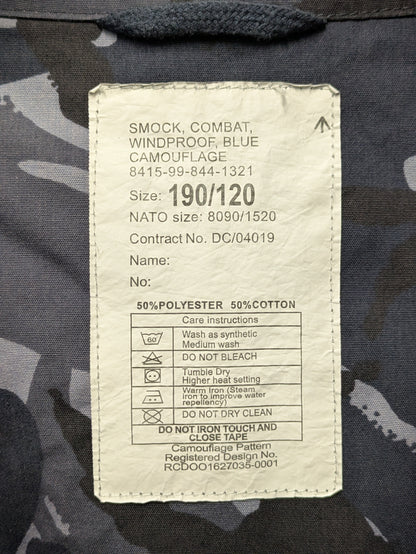 SMOCK, COMBAT,
WINDPROOF, BLUE
CAMOUFLAGE
8415-99-844-1321
Size: 190/120
NATO size: 8090/1520
Contract No. DC/04019
Name:
No:
50%POLYESTER 50%COTTON
Care instructions
60
Wash as synthetic
Medium wash
DO NOT BLEACH
Tumble Dry
Higher heat setting
Warm Iron (Steam
iron to improve water
repellency)
DO NOT DRY CLEAN
DO NOT IRON TOUCH AND
CLOSE TAPE
Camouflage Pattern
Registered Design No.
RCDOO1627035-0001